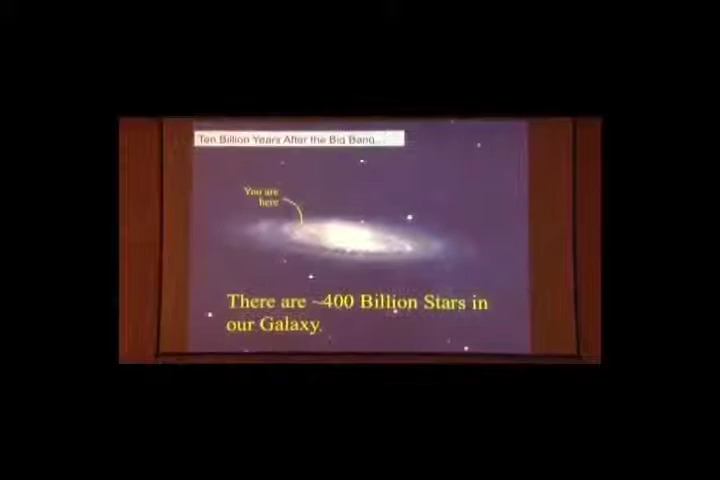 Ten Billion Years After the Big Bang...
You are
here
There are ~400 Billion Stars in
our Galaxy.